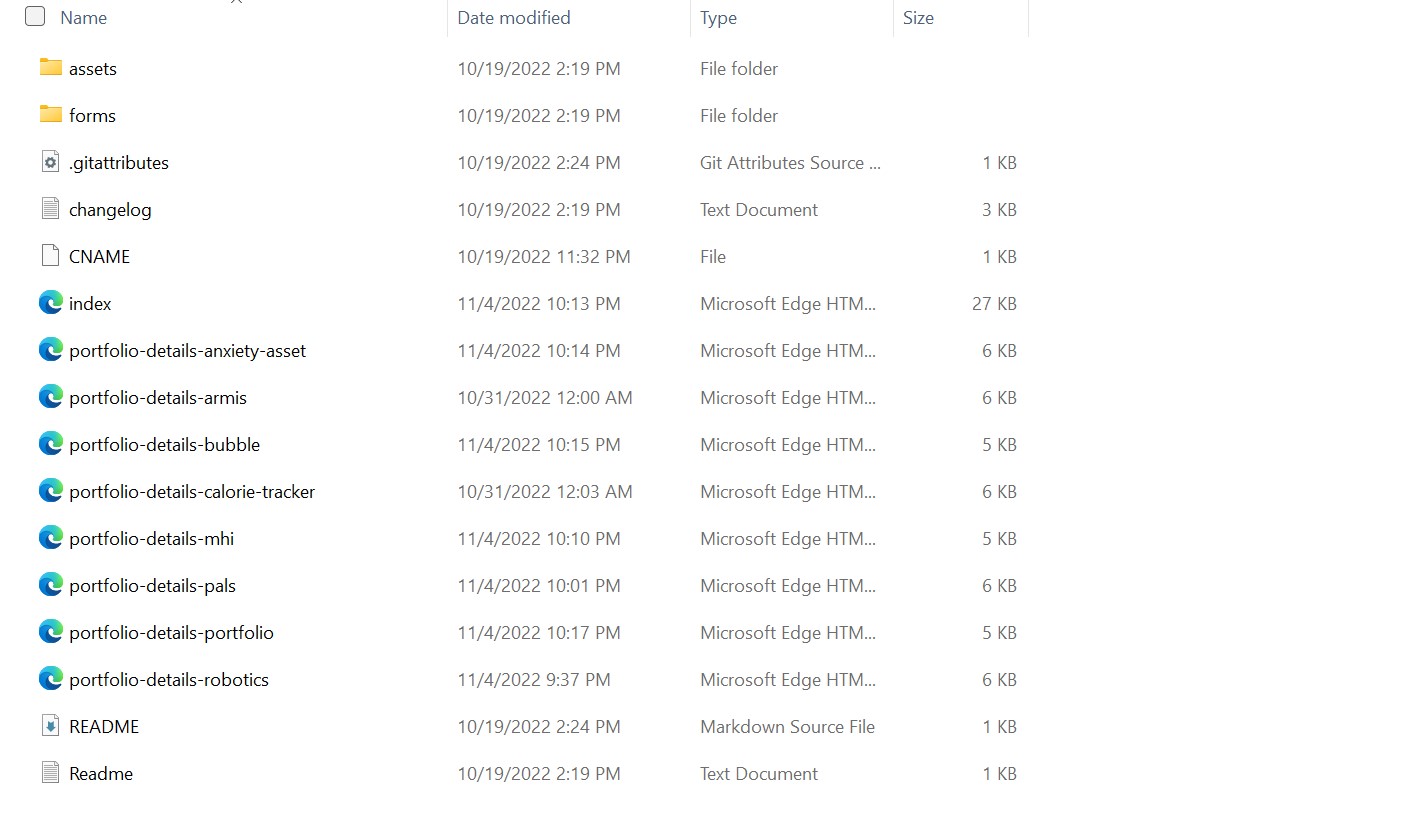 Name Date modified Type Size
assets 10/19/2022 2:19 PM File folder
forms 10/19/2022 2:19 PM File folder
.gitattributes 10/19/2022 2:24 PM Git Attributes Source ... 1 KB
changelog 10/19/2022 2:19 PM Text Document 3 KB
CNAME 10/19/2022 11:32 PM File 1 KB
index 11/4/2022 10:13 PM Microsoft Edge HTM... 27 KB
portfolio-details-anxiety-asset 11/4/2022 10:14 PM Microsoft Edge HTM... 6 KB
portfolio-details-armis 10/31/2022 12:00 AM Microsoft Edge HTM... 6 KB
portfolio-details-bubble 11/4/2022 10:15 PM Microsoft Edge HTM... 5 KB
portfolio-details-calorie-tracker 10/31/2022 12:03 AM Microsoft Edge HTM... 6 KB
portfolio-details-mhi 11/4/2022 10:10 PM Microsoft Edge HTM... 5 KB
portfolio-details-pals 11/4/2022 10:01 PM Microsoft Edge HTM... 6 KB
portfolio-details-portfolio 11/4/2022 10:17 PM Microsoft Edge HTM... 5 KB
portfolio-details-robotics 11/4/2022 9:37 PM Microsoft Edge HTM... 6 KB
README 10/19/2022 2:24 PM Markdown Source File 1 KB
Readme 10/19/2022 2:19 PM Text Document 1 KB